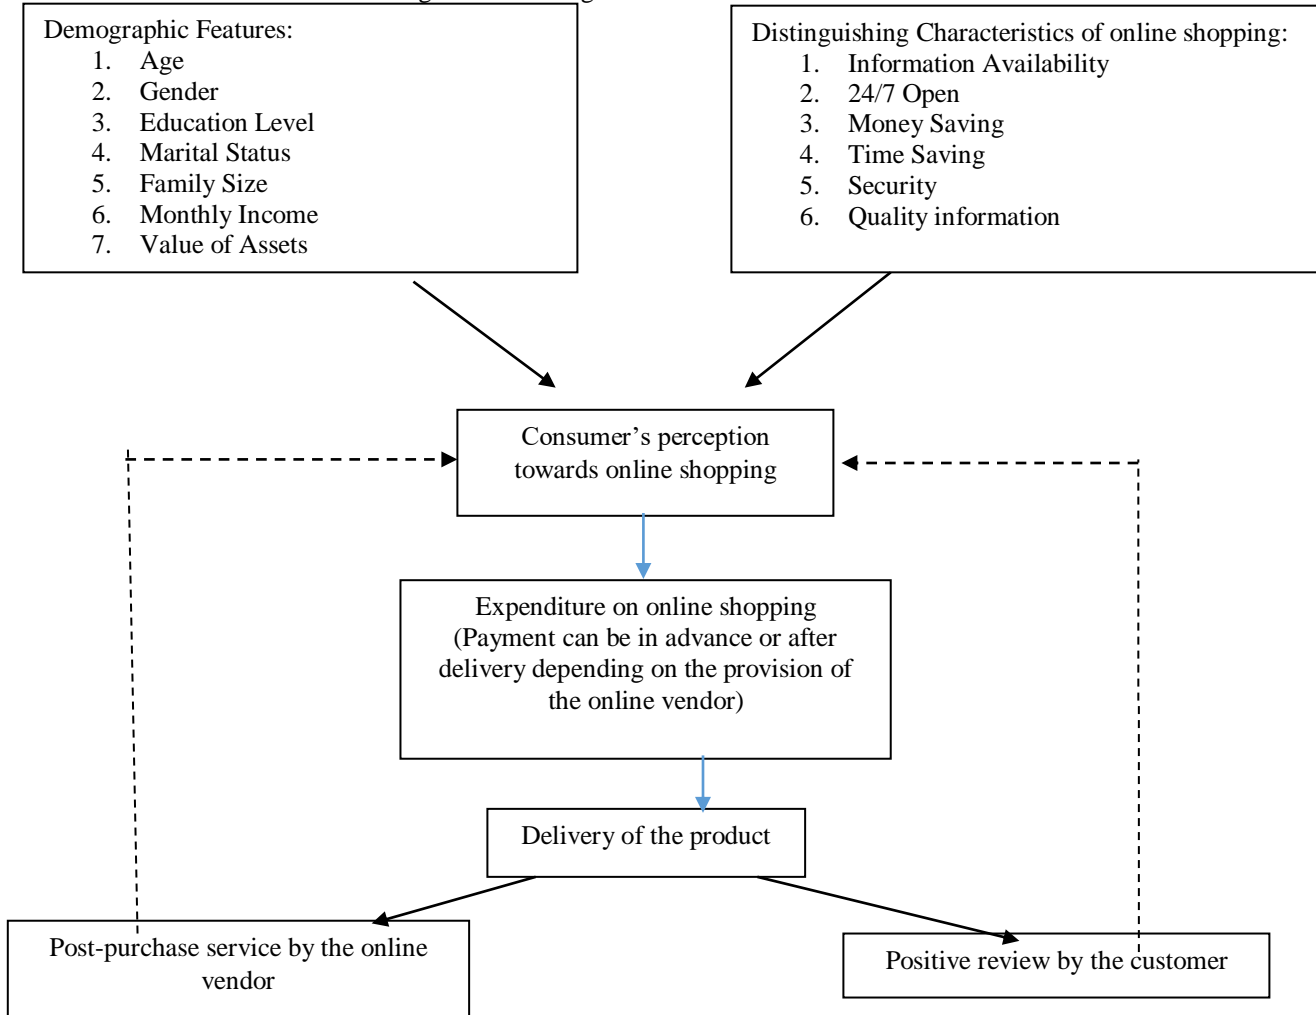 Demographic Features:
1. Age
2. Gender
3. Education Level
4. Marital Status
5. Family Size
6. Monthly Income
7. Value of Assets
Distinguishing Characteristics of online shopping:
1. Information Availability
2. 24/7 Open
3. Money Saving
4. Time Saving
5. Security
6. Quality information
Consumer’s perception
towards online shopping
Expenditure on online shopping
(Payment can be in advance or after
delivery depending on the provision of
the online vendor)
Delivery of the product
Post-purchase service by the online
vendor
Positive review by the customer